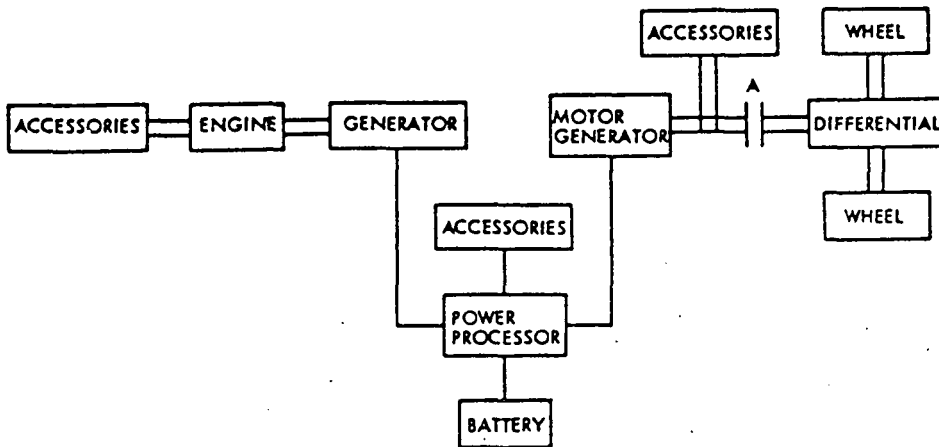 ACCESSORIES
WHEEL
A
ACCESSORIES
ENGINE
GENERATOR
MOTOR
GENERATOR
DIFFERENTIAL
WHEEL
ACCESSORIES
POWER
PROCESSOR
BATTERY